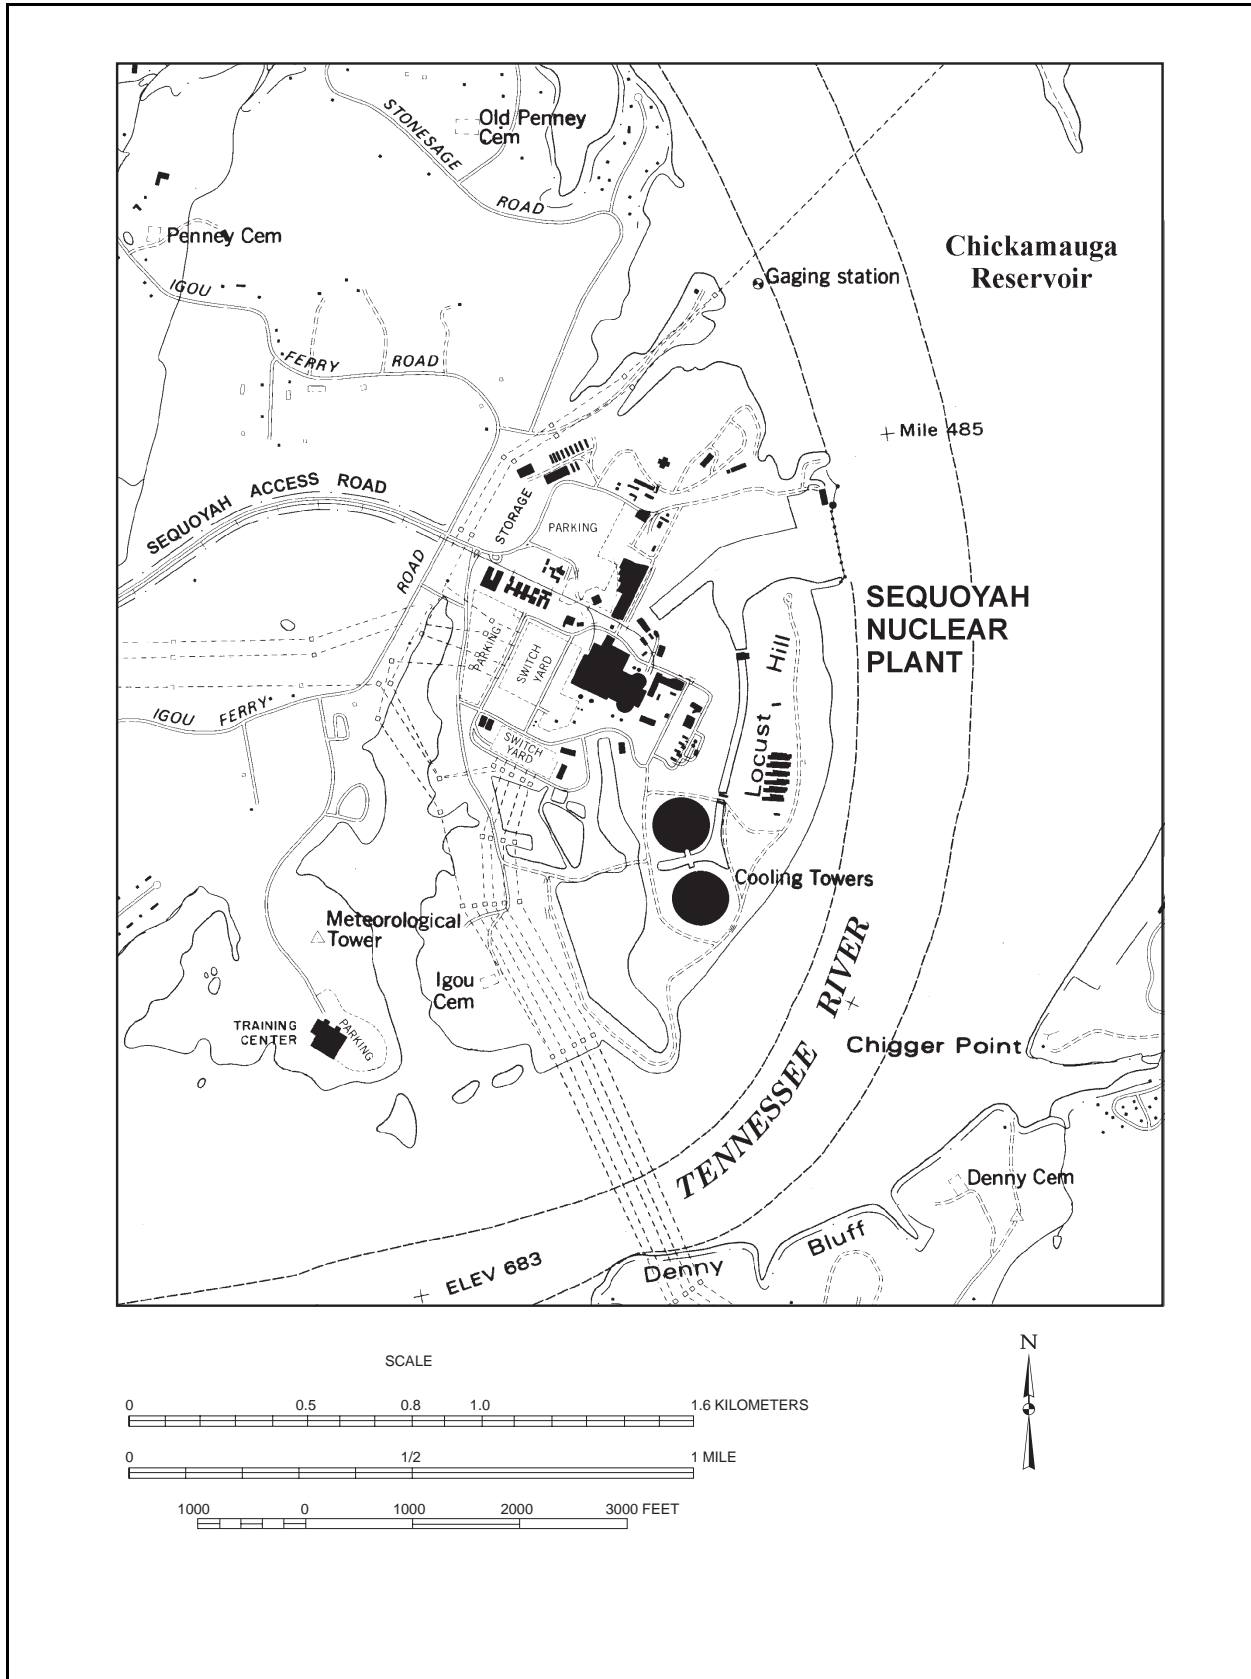 Old Penney
Cem
STONESAGE
ROAD
Penney Cem
IGOU
FERRY
ROAD
Chickamauga
Reservoir
Gaging station
Mile 485
SEQUOYAH ACCESS ROAD
STORAGE
PARKING
ROAD
SEQUOYAH
NUCLEAR
PLANT
PARKING
SWITCH
YARD
Locust Hill
IGOU FERRY
SWITCH
YARD
Cooling Towers
Meteorological
Tower
Igou
Cem
TRAINING
CENTER
PARKING
TENNESSEE RIVER
Chigger Point
Denny Cem
Denny Bluff
ELEV 683
N
SCALE
0 0.5 0.8 1.0 1.6 KILOMETERS
0 1/2 1 MILE
1000 0 1000 2000 3000 FEET